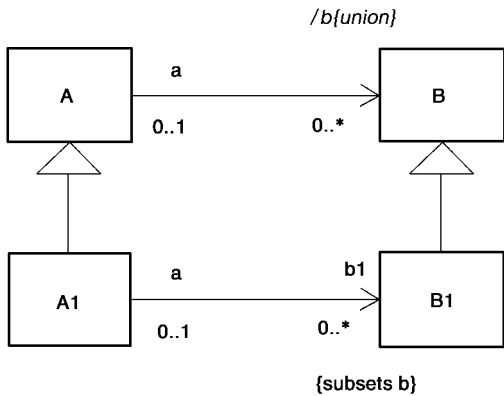 /b{union}
a
A
B
0..1
0..*
a
b1
A1
B1
0..1
0..*
{subsets b}